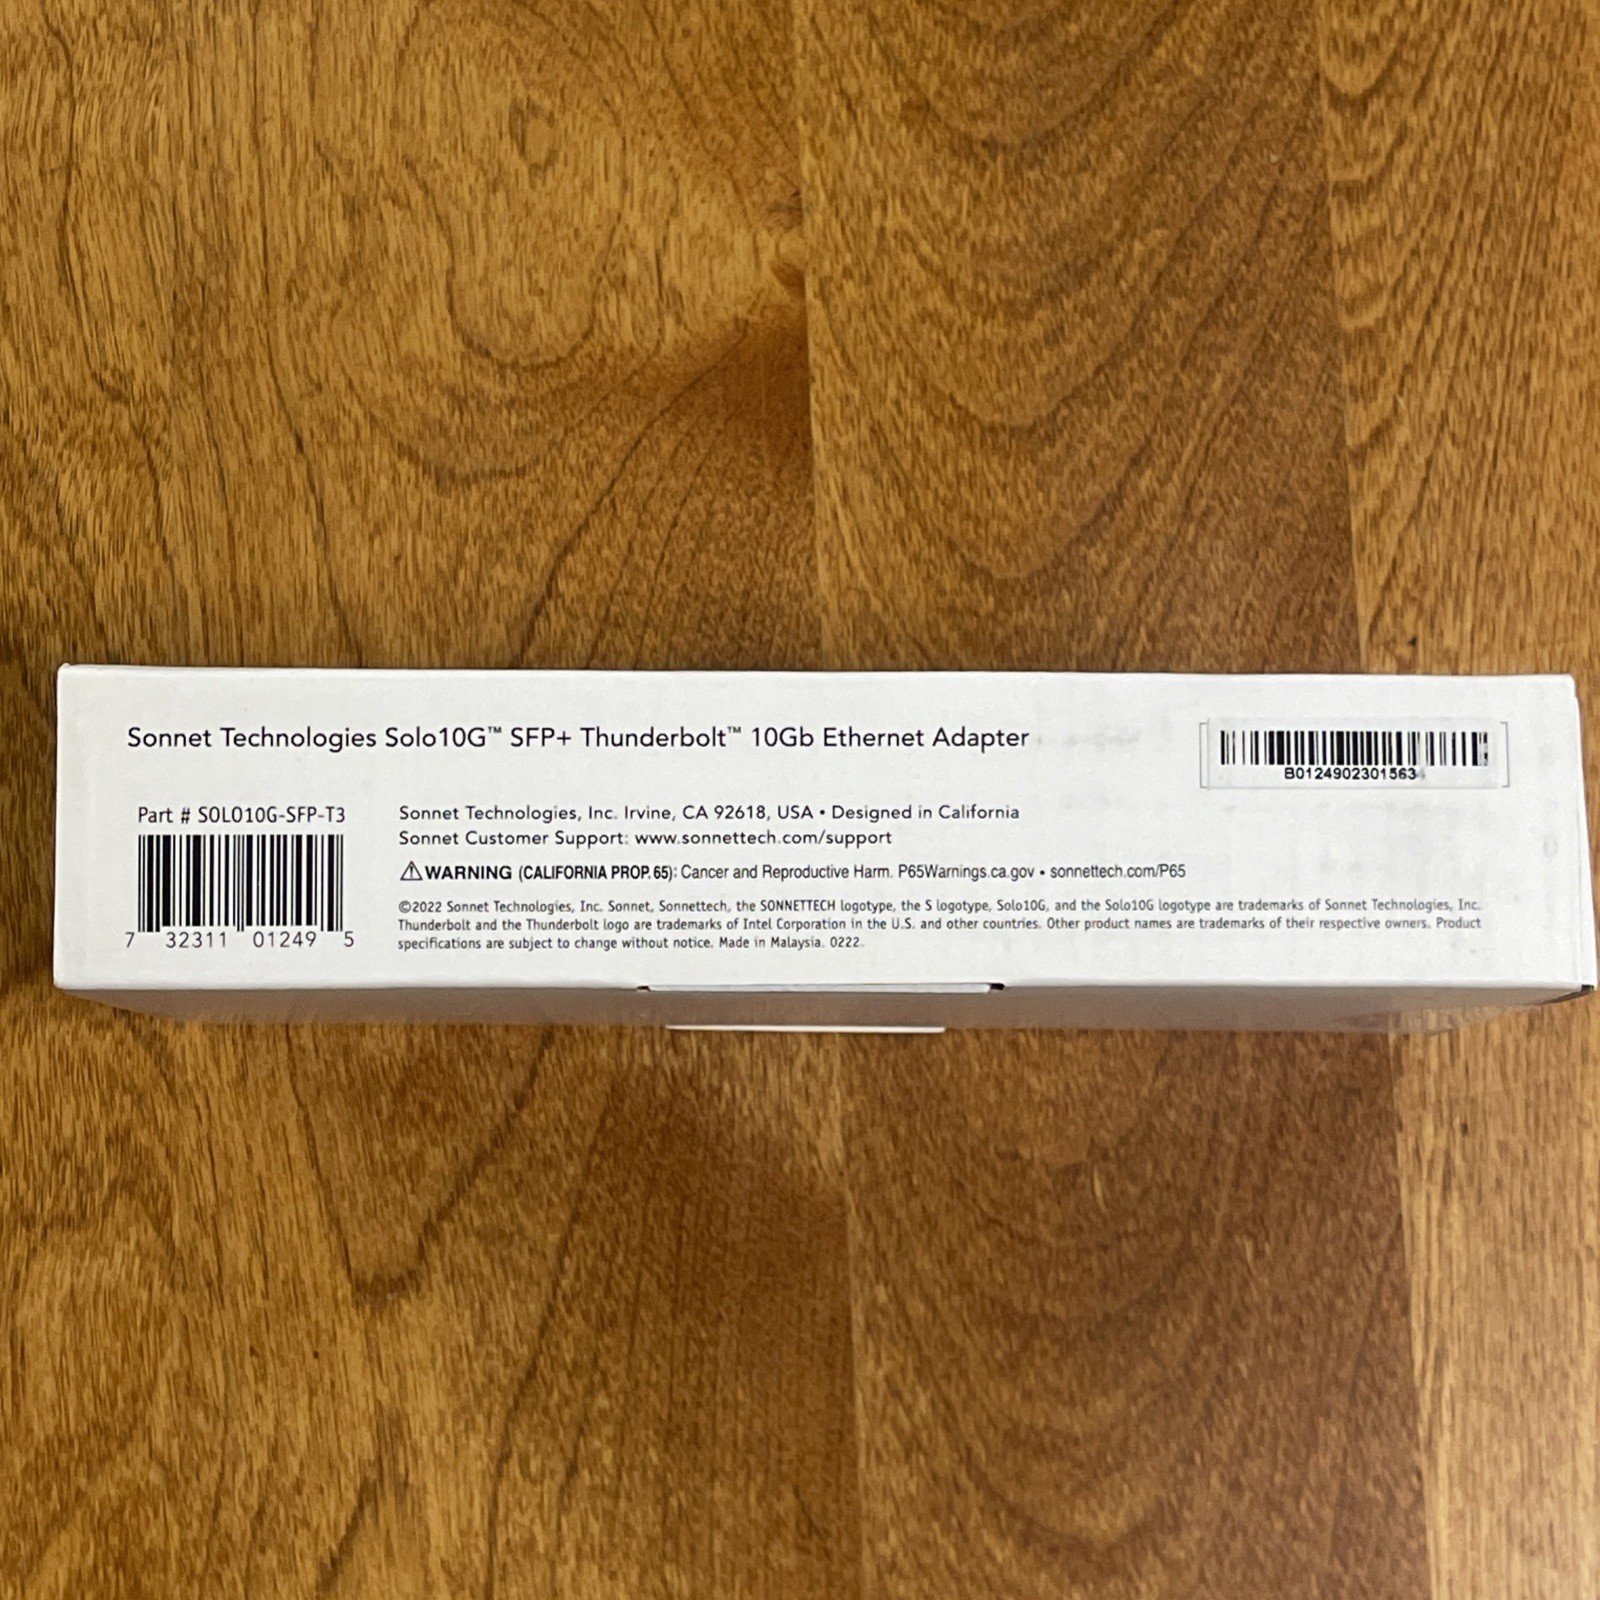 Sonnet Technologies Solo10G™ SFP+ Thunderbolt™ 10Gb Ethernet Adapter
B0124902301563
Part # SOLO10G-SFP-T3
7 32311 01249 5
Sonnet Technologies, Inc. Irvine, CA 92618, USA • Designed in California
Sonnet Customer Support: www.sonnettech.com/support
⚠WARNING (CALIFORNIA PROP. 65): Cancer and Reproductive Harm. P65Warnings.ca.gov • sonnettech.com/P65
©2022 Sonnet Technologies, Inc. Sonnet, Sonnettech, the SONNETTECH logotype, the S logotype, Solo10G, and the Solo10G logotype are trademarks of Sonnet Technologies, Inc.
Thunderbolt and the Thunderbolt logo are trademarks of Intel Corporation in the U.S. and other countries. Other product names are trademarks of their respective owners. Product
specifications are subject to change without notice. Made in Malaysia. 0222